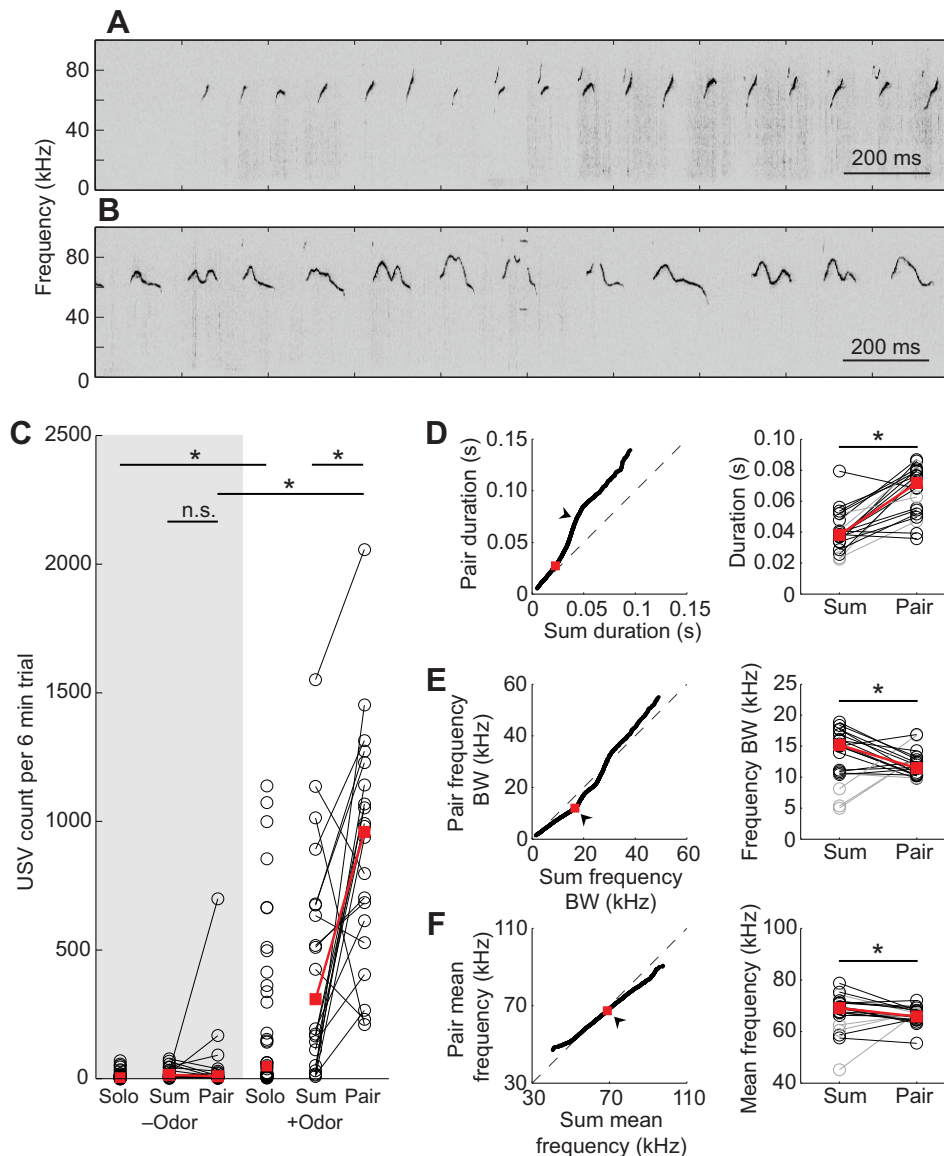 A
80
40
0
200 ms
Frequency (kHz)
B
80
40
0
200 ms
C
2500
2000
1500
1000
500
0
USV count per 6 min trial
*
*
*
n.s.
Solo Sum Pair Solo Sum Pair
–Odor +Odor
D
0.15
0.10
0.05
0
Pair duration (s)
0 0.05 0.15
Sum duration (s)
0.10
0.08
0.06
0.04
0.02
0
Duration (s)
*
Sum Pair
E
60
40
20
0
Pair frequency
BW (kHz)
0 20 40 60
Sum frequency
BW (kHz)
25
20
15
10
5
0
Frequency BW (kHz)
*
Sum Pair
F
110
70
30
Pair mean
frequency (kHz)
30 70 110
Sum mean
frequency (kHz)
100
80
60
40
Mean frequency (kHz)
*
Sum Pair